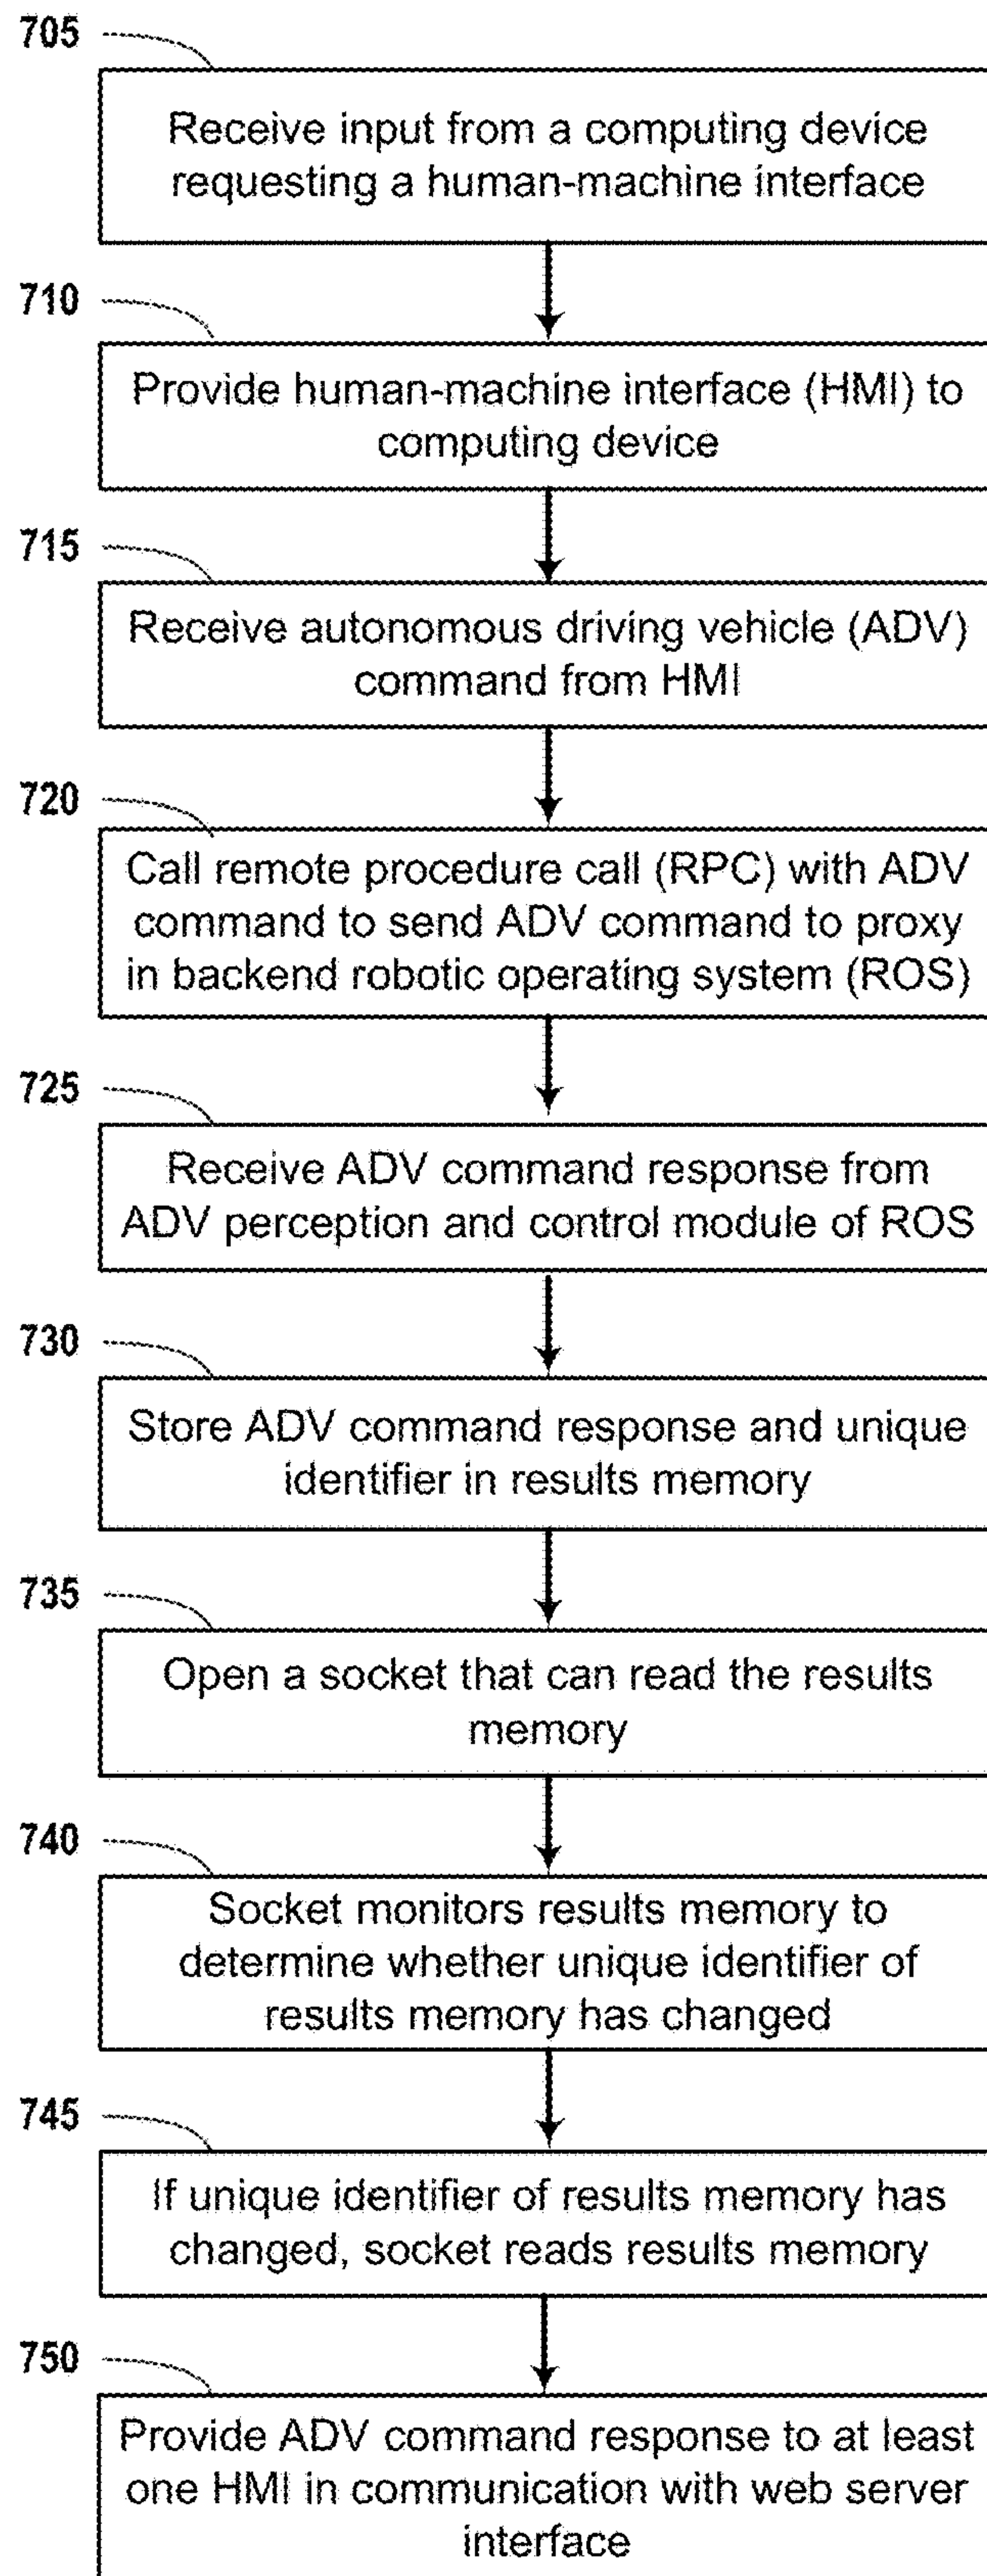 705
Receive input from a computing device
requesting a human-machine interface
710
Provide human-machine interface (HMI) to
computing device
715
Receive autonomous driving vehicle (ADV)
command from HMI
720
Call remote procedure call (RPC) with ADV
command to send ADV command to proxy
in backend robotic operating system (ROS)
725
Receive ADV command response from
ADV perception and control module of ROS
730
Store ADV command response and unique
identifier in results memory
735
Open a socket that can read the results
memory
740
Socket monitors results memory to
determine whether unique identifier of
results memory has changed
745
If unique identifier of results memory has
changed, socket reads results memory
750
Provide ADV command response to at least
one HMI in communication with web server
interface